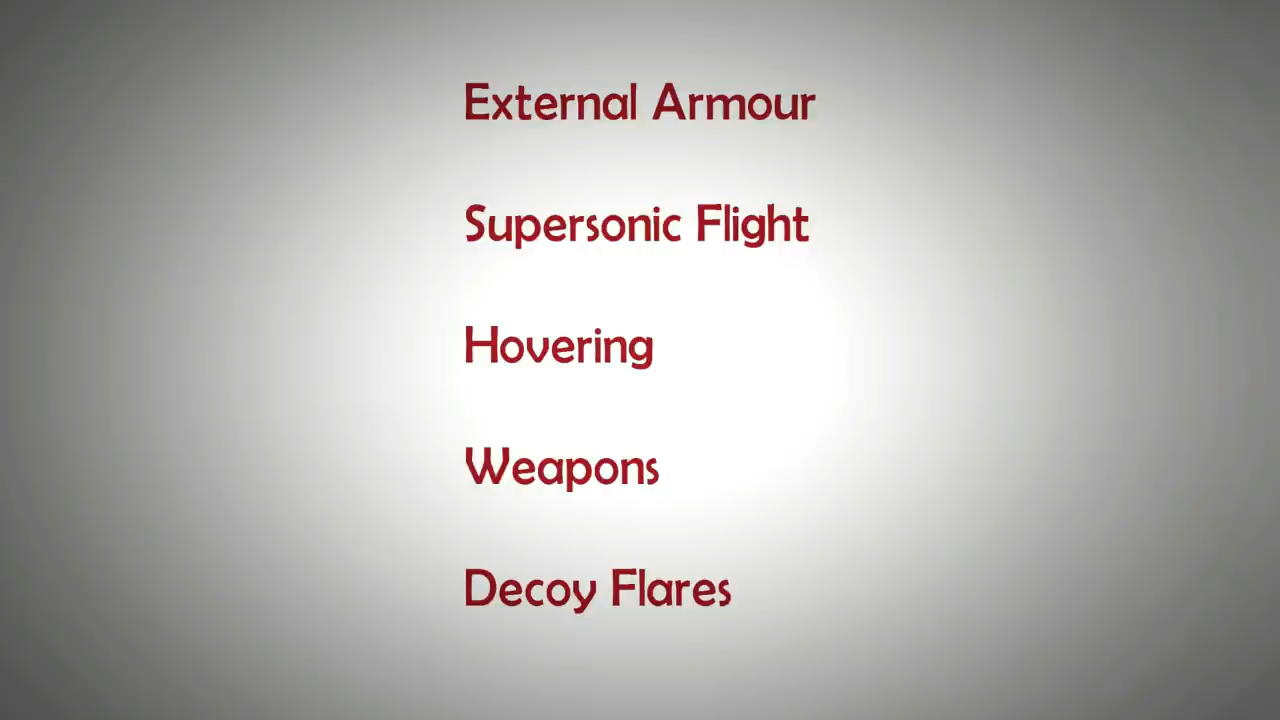 External Armour
Supersonic Flight
Hovering
Weapons
Decoy Flares